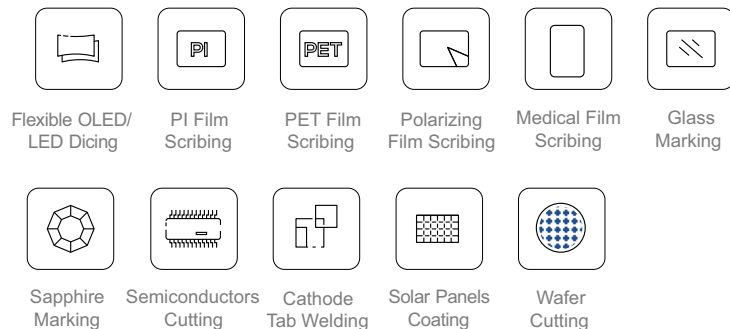 PI
PET
Flexible OLED/
LED Dicing
PI Film
Scribing
PET Film
Scribing
Polarizing
Film Scribing
Medical Film
Scribing
Glass
Marking
Sapphire
Marking
Semiconductors
Cutting
Cathode
Tab Welding
Solar Panels
Coating
Wafer
Cutting